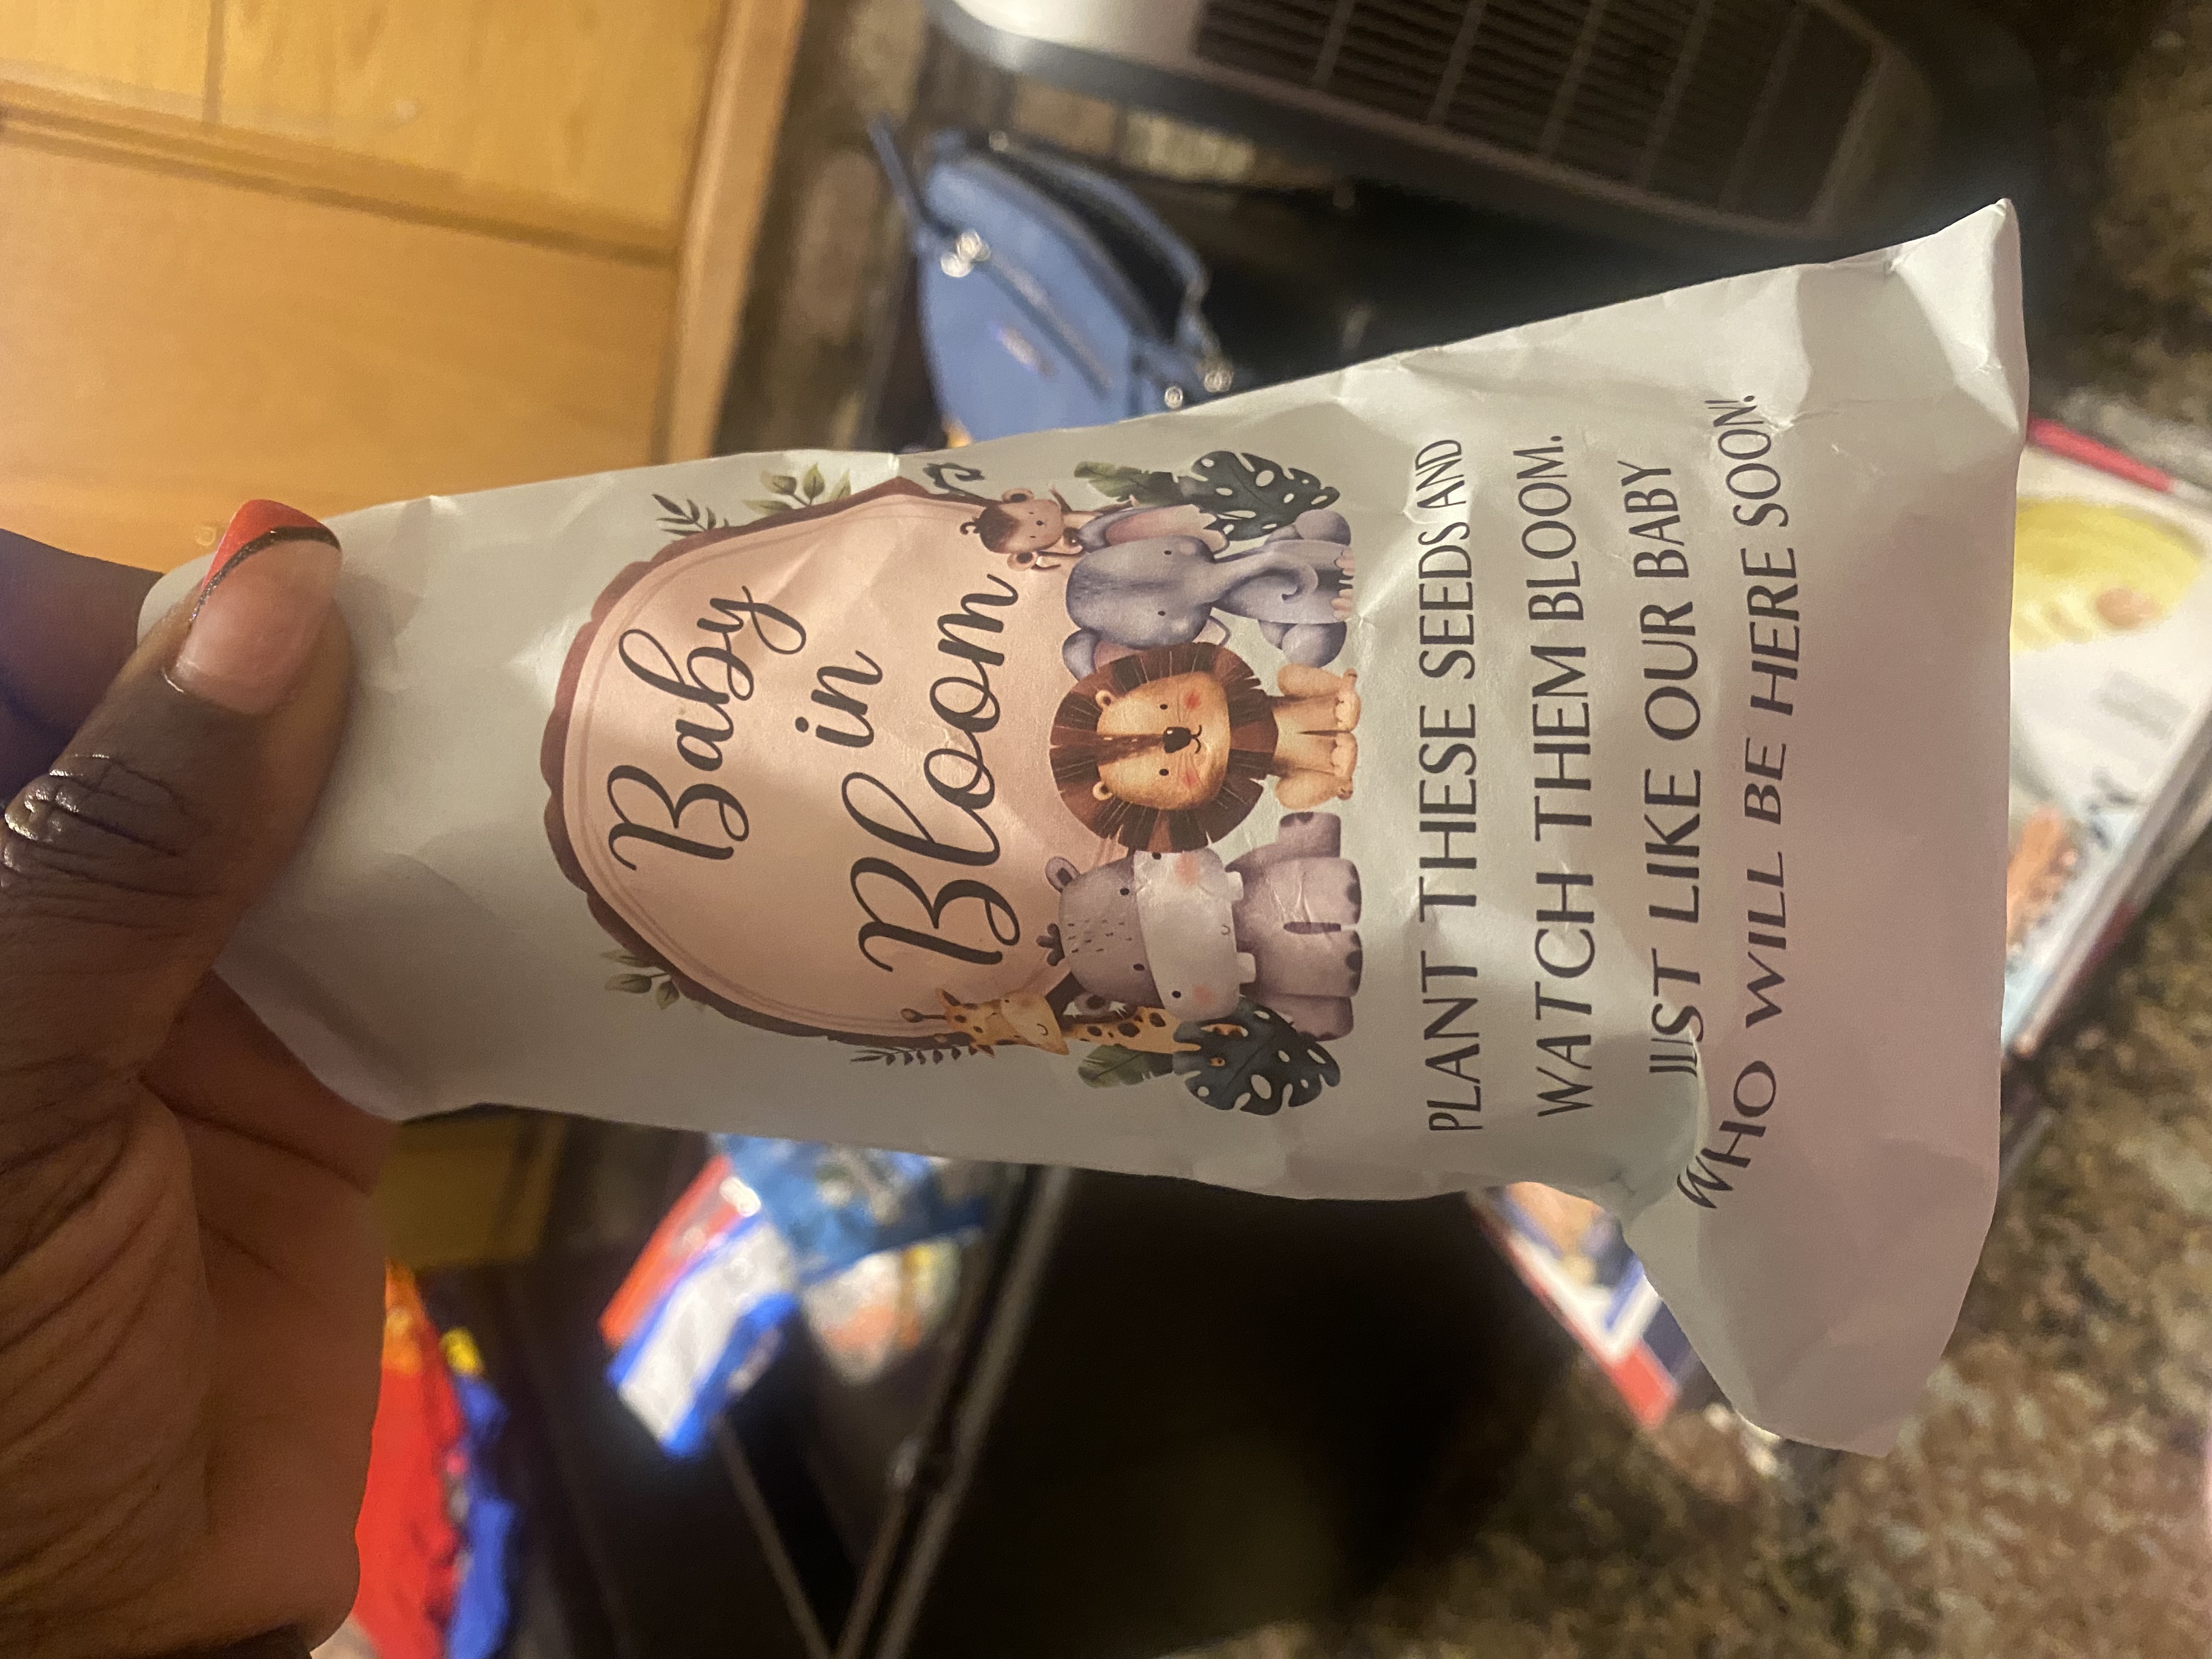 Baby
in
Bloom
PLANT THESE SEEDS AND
WATCH THEM BLOOM.
JUST LIKE OUR BABY
WHO WILL BE HERE SOON!